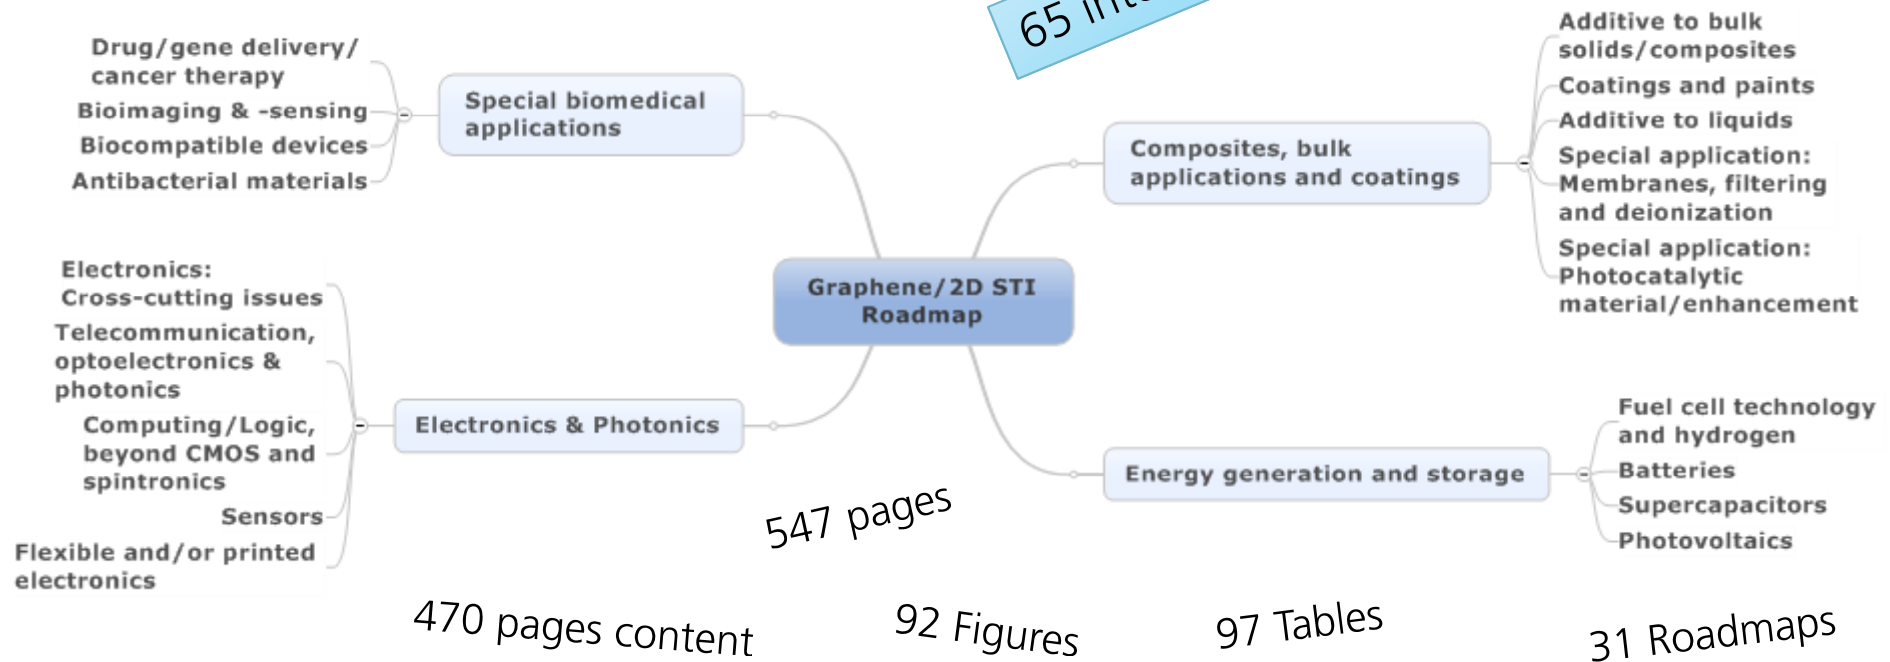 65
Drug/gene delivery/
cancer therapy
Bioimaging & -sensing
Biocompatible devices
Antibacterial materials
Special biomedical
applications
Electronics:
Cross-cutting issues
Telecommunication,
optoelectronics &
photonics
Computing/Logic,
beyond CMOS and
spintronics
Sensors
Flexible and/or printed
electronics
Electronics & Photonics
Graphene/2D STI
Roadmap
Composites, bulk
applications and coatings
Additive to bulk
solids/composites
Coatings and paints
Additive to liquids
Special application:
Membranes, filtering
and deionization
Special application:
Photocatalytic
material/enhancement
Energy generation and storage
Fuel cell technology
and hydrogen
Batteries
Supercapacitors
Photovoltaics
547 pages
470 pages content
92 Figures
97 Tables
31 Roadmaps